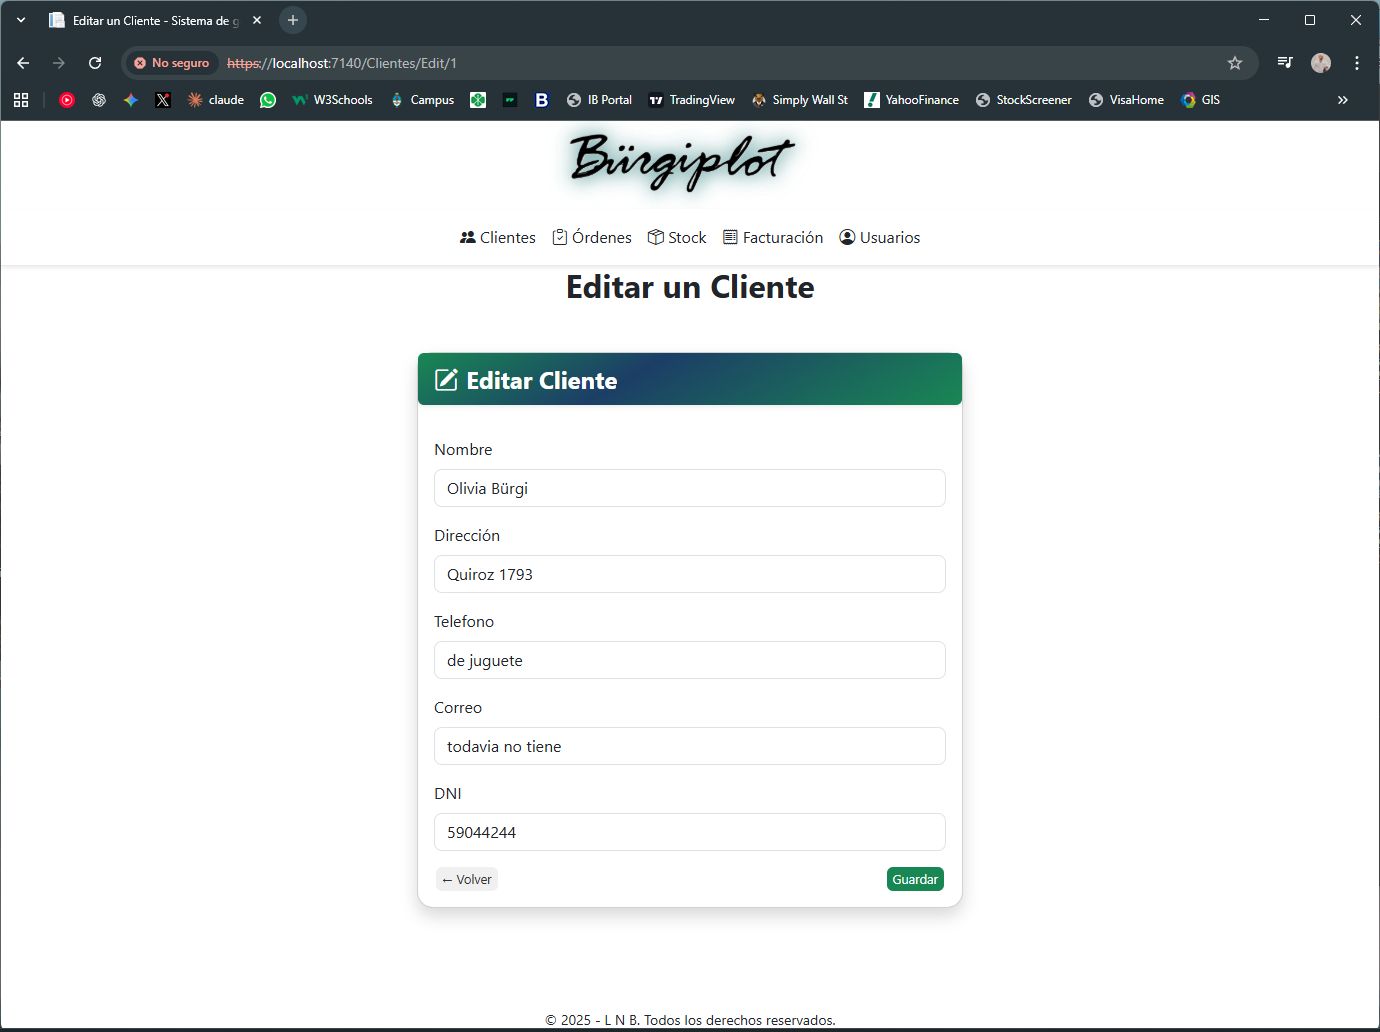 Editar un Cliente - Sistema de g
No seguro https://localhost:7140/Clientes/Edit/1
claude W3Schools Campus B IB Portal TradingView Simply Wall St YahooFinance StockScreener VisaHome GIS
Bürgiplot
Clientes Órdenes Stock Facturación Usuarios
Editar un Cliente
Editar Cliente
Nombre
Olivia Bürgi
Dirección
Quiroz 1793
Telefono
de juguete
Correo
todavia no tiene
DNI
59044244
← Volver Guardar
© 2025 - L N B. Todos los derechos reservados.